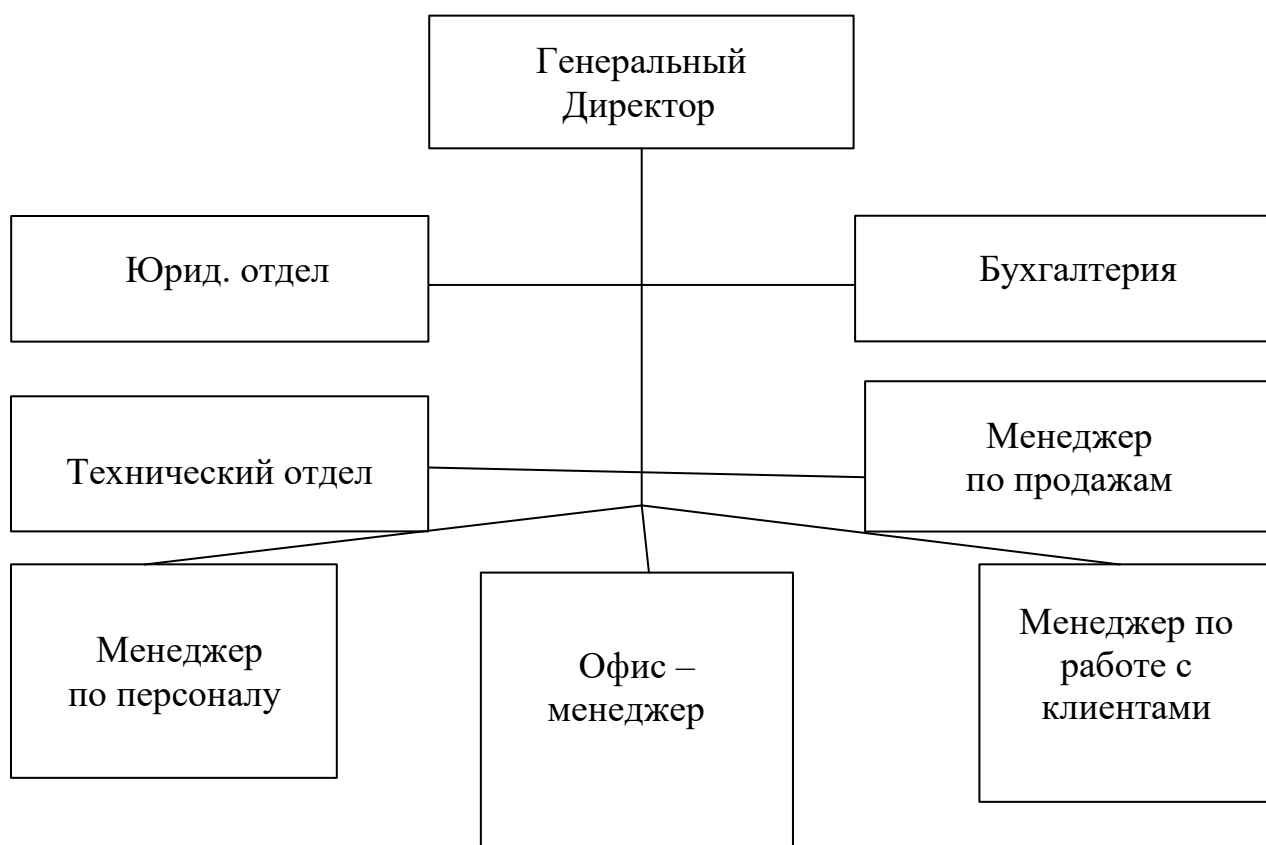 Генеральный
Директор
Юрид. отдел
Бухгалтерия
Технический отдел
Менеджер
по продажам
Менеджер
по персоналу
Офис –
менеджер
Менеджер по
работе с
клиентами